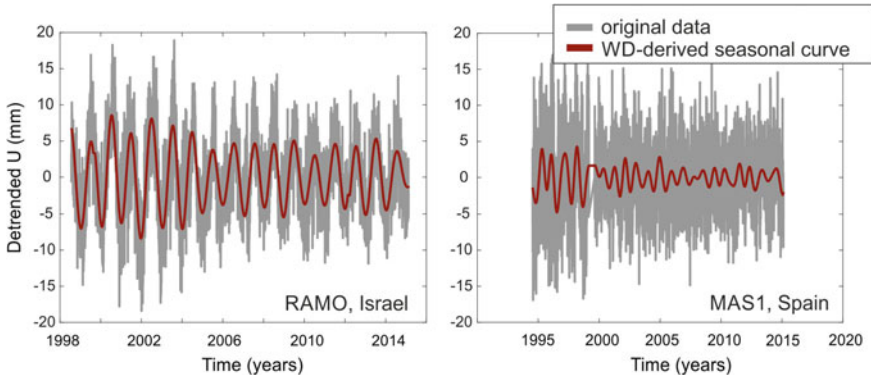 original data
WD-derived seasonal curve
Detrended U (mm)
20
15
10
5
0
-5
-10
-15
-20
RAMO, Israel
1998 2002 2006 2010 2014
Time (years)
20
15
10
5
0
-5
-10
-15
-20
MAS1, Spain
1995 2000 2005 2010 2015 2020
Time (years)